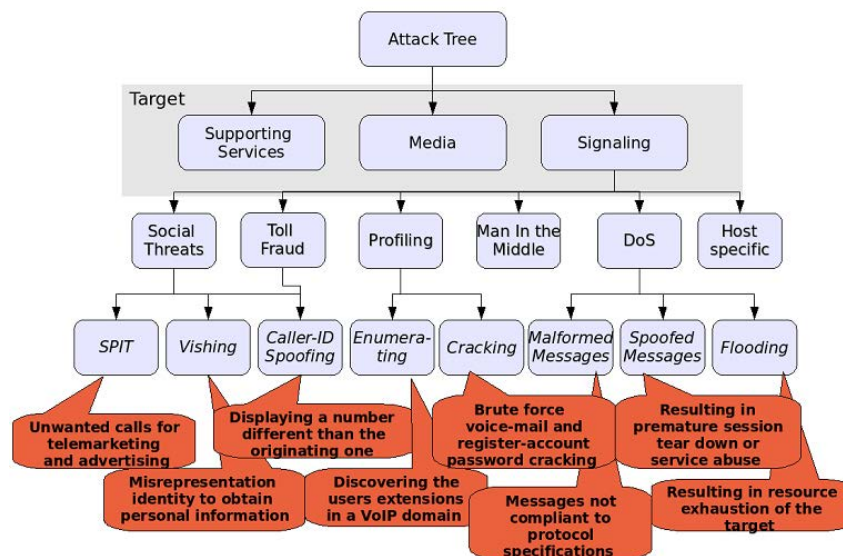 Attack Tree
Target
Supporting
Services
Media
Signaling
Social
Threats
Toll
Fraud
Profiling
Man In the
Middle
DoS
Host
specific
SPIT
Vishing
Caller-ID
Spoofing
Enumera-
ting
Cracking
Malformed
Messages
Spoofed
Messages
Flooding
Unwanted calls for
telemarketing
and advertising
Misrepresentation
identity to obtain
personal information
Displaying a number
different than the
originating one
Discovering the
users extensions
in a VoIP domain
Brute force
voice-mail and
register-account
password cracking
Messages not
compliant to
protocol
specifications
Resulting in
premature session
tear down or
service abuse
Resulting in resource
exhaustion of the
target